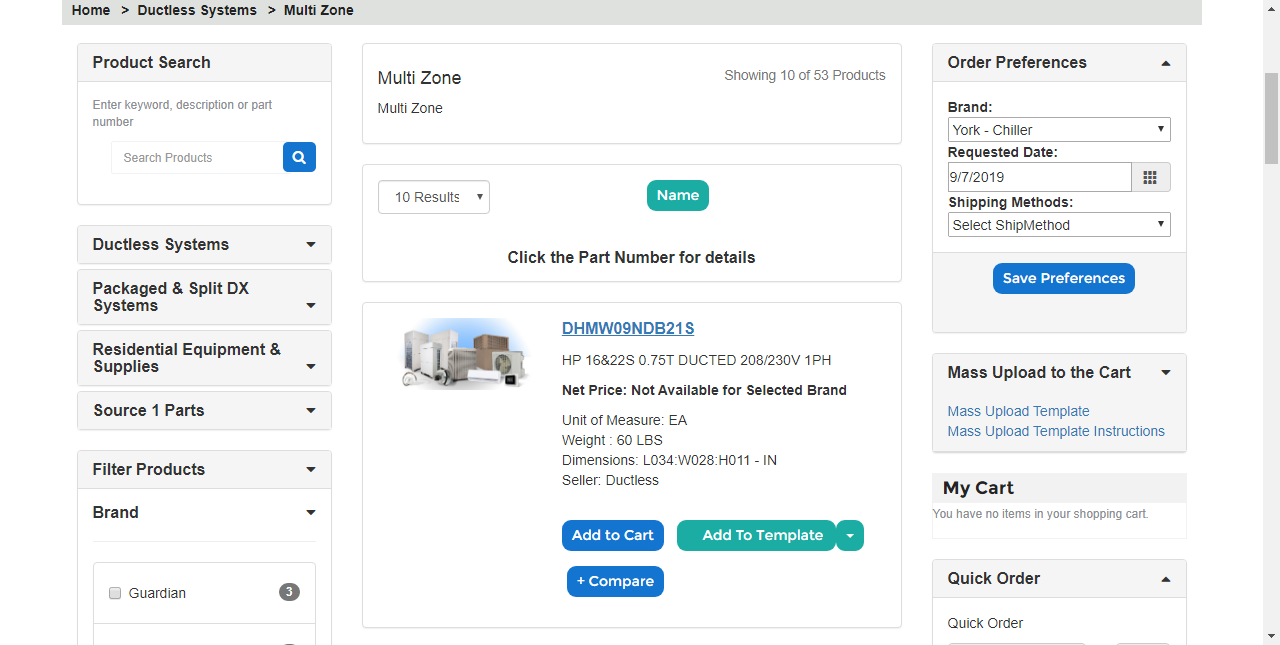 Home > Ductless Systems > Multi Zone
Product Search
Enter keyword, description or part
number
Search Products
Ductless Systems
Packaged & Split DX
Systems
Residential Equipment &
Supplies
Source 1 Parts
Filter Products
Brand
Guardian
3
Multi Zone
Showing 10 of 53 Products
Multi Zone
10 Results
Name
Click the Part Number for details
DHMW09NDB21S
HP 16&22S 0.75T DUCTED 208/230V 1PH
Net Price: Not Available for Selected Brand
Unit of Measure: EA
Weight : 60 LBS
Dimensions: L034:W028:H011 - IN
Seller: Ductless
Add to Cart
Add To Template
+ Compare
Order Preferences
Brand:
York - Chiller
Requested Date:
9/7/2019
Shipping Methods:
Select ShipMethod
Save Preferences
Mass Upload to the Cart
Mass Upload Template
Mass Upload Template Instructions
My Cart
You have no items in your shopping cart.
Quick Order
Quick Order